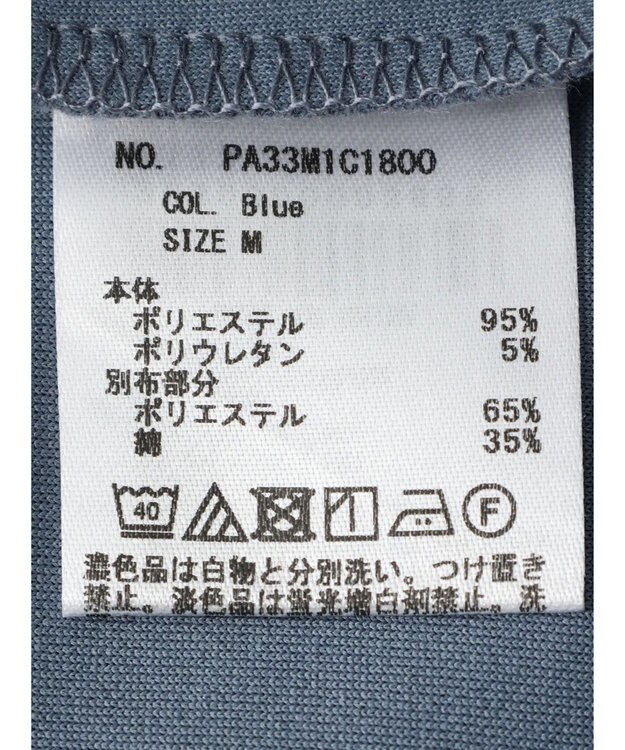 NO. PA33M1C1800
COL. Blue
SIZE M
本体
ポリエステル 95%
ポリウレタン 5%
別布部分
ポリエステル 65%
綿 35%
40 F
濃色品は白物と分別洗い。つけ置き
禁止。淡色品は蛍光増白剤禁止。洗